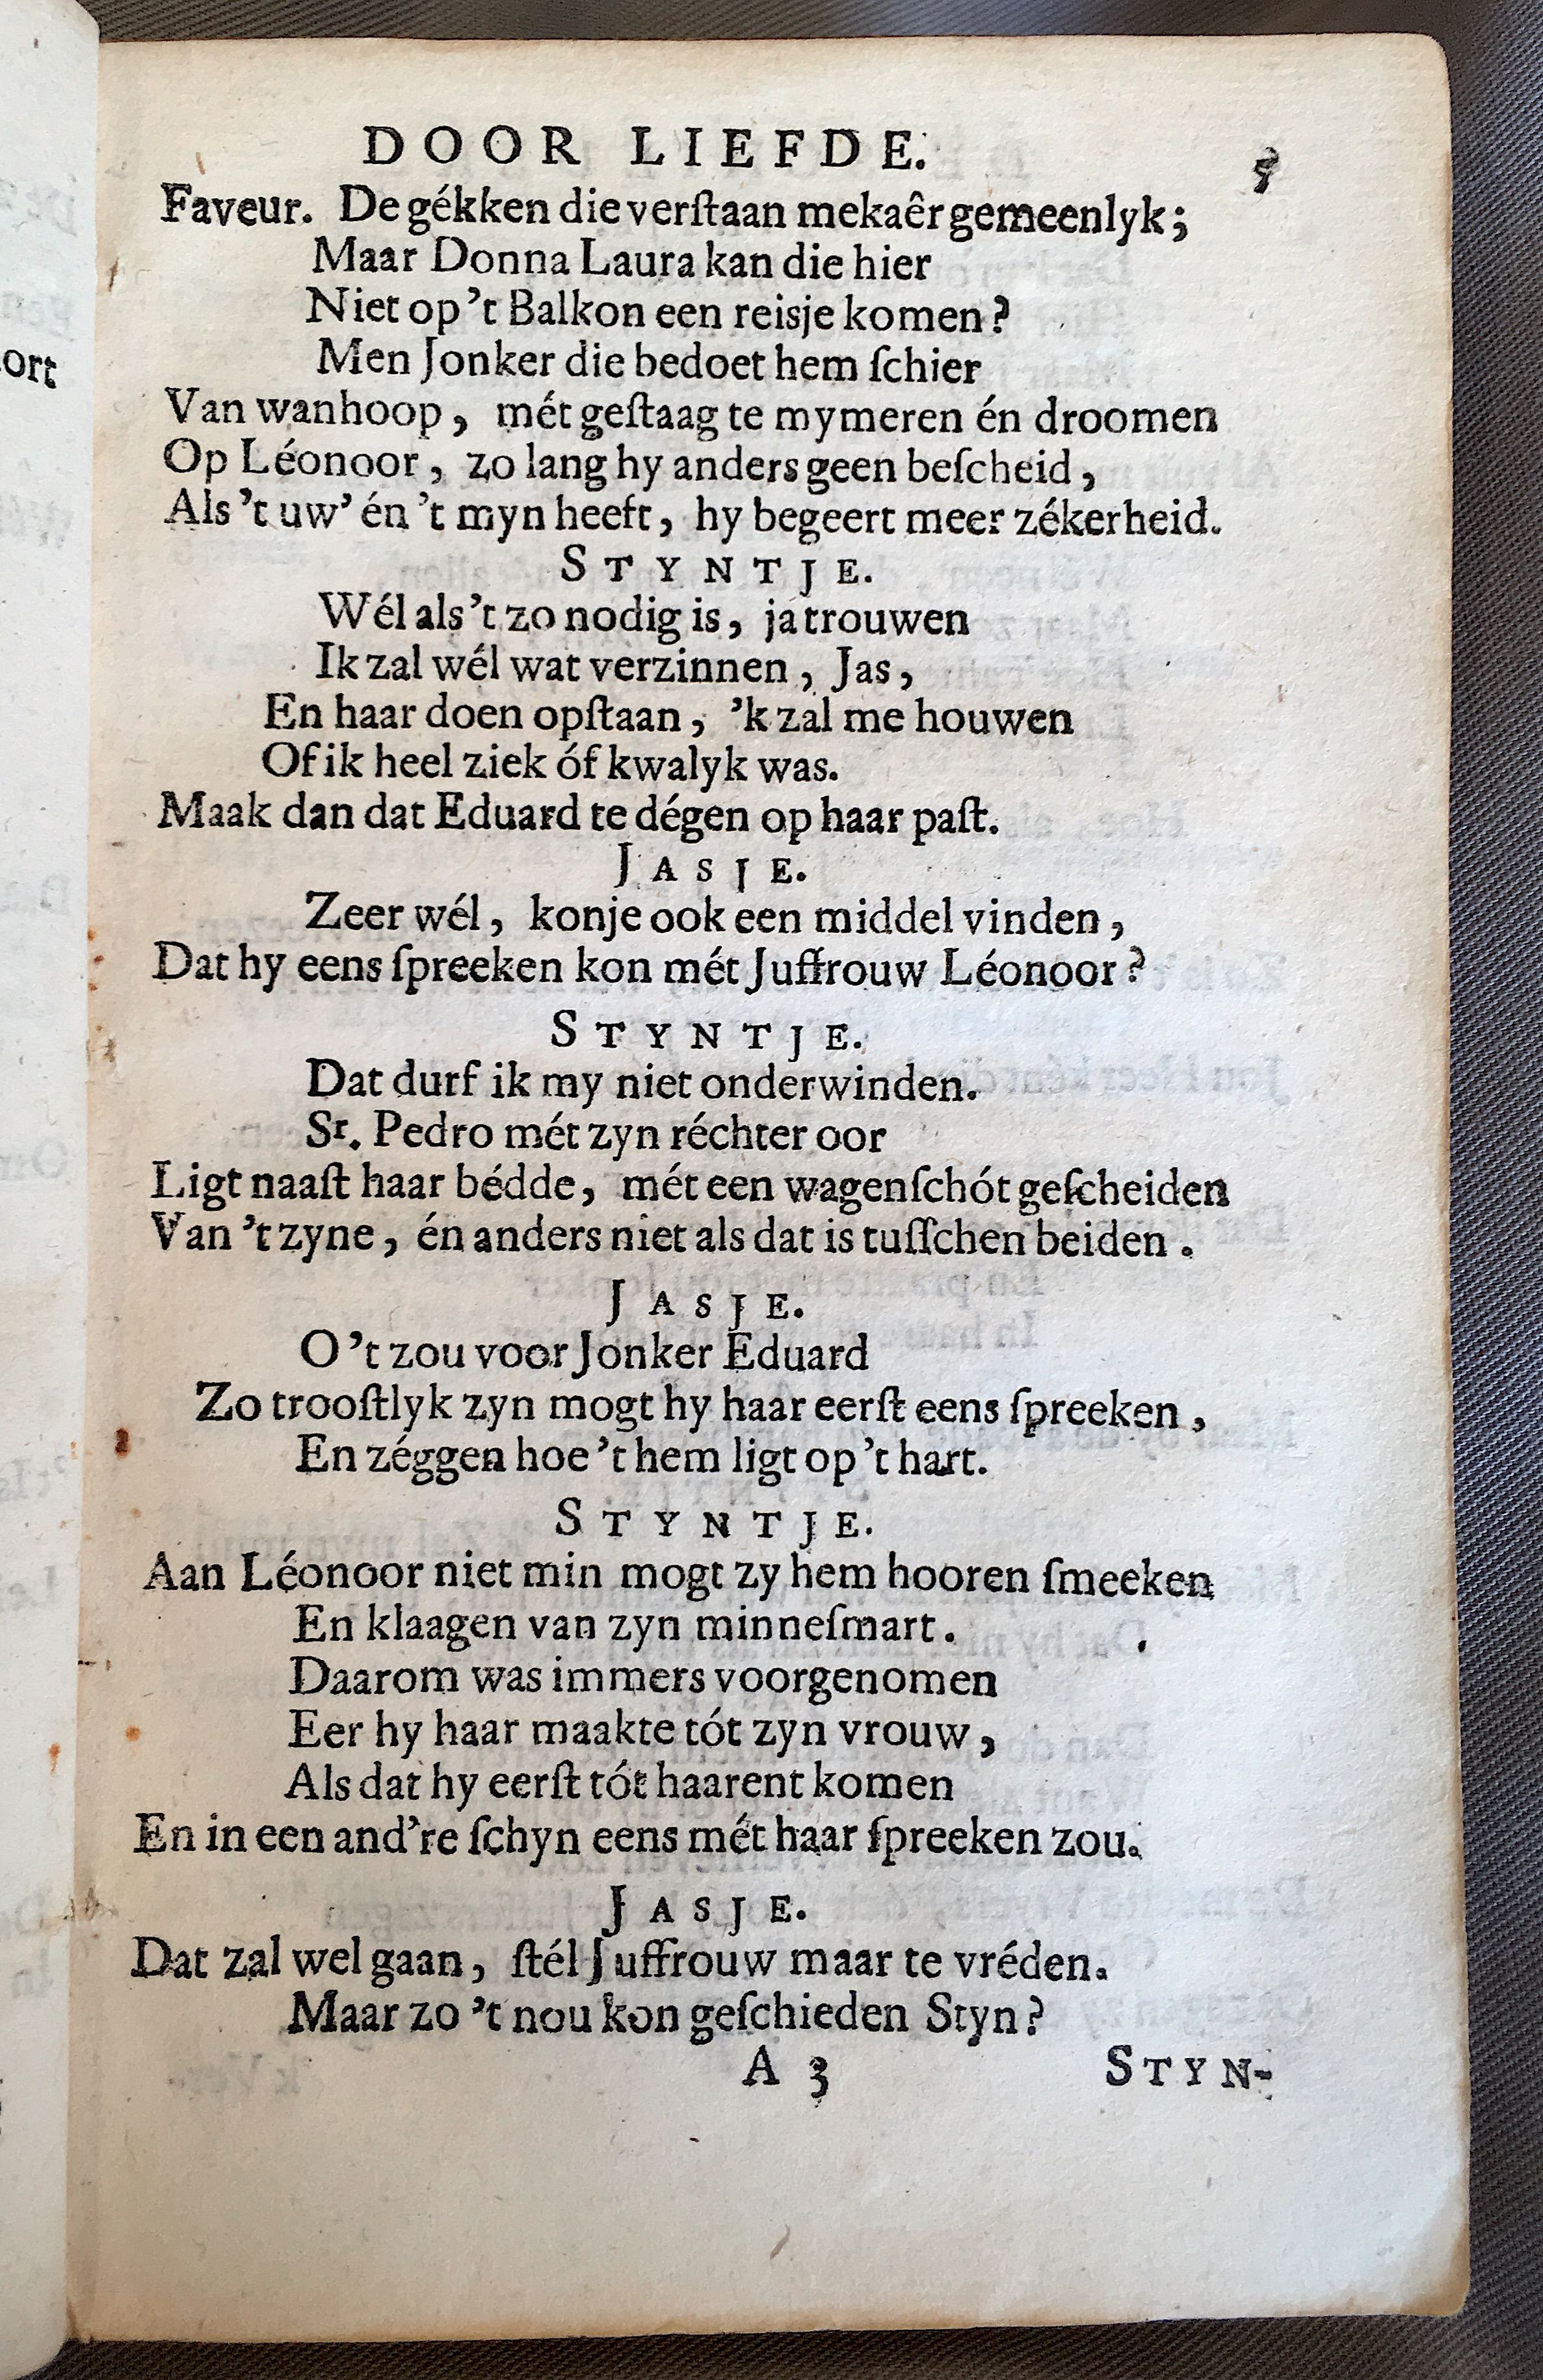 DOOR LIEFDE. 5
Faveur. De gékken die verſtaan mekaêr gemeenlyk;
Maar Donna Laura kan die hier
Niet op 't Balkon een reisje komen?
Men Jonker die bedoet hem ſchier
Van wanhoop, mét geſtaag te mymeren én droomen
Op Léonoor, zo lang hy anders geen beſcheid,
Als 't uw' én 't myn heeft, hy begeert meer zékerheid.
STYNTJE.
Wél als 't zo nodig is, ja trouwen
Ik zal wél wat verzinnen, Jas,
En haar doen opſtaan, 'k zal me houwen
Of ik heel ziek óf kwalyk was.
Maak dan dat Eduard te dégen op haar paſt.
JASJE.
Zeer wél, konje ook een middel vinden,
Dat hy eens ſpreeken kon mét Juffrouw Léonoor?
STYNTJE.
Dat durf ik my niet onderwinden.
Sr. Pedro mét zyn réchter oor
Ligt naaſt haar bédde, mét een wagenſchót geſcheiden
Van 't zyne, én anders niet als dat is tuſſchen beiden.
JASJE.
O 't zou voor Jonker Eduard
Zo trooſtlyk zyn mogt hy haar eerſt eens ſpreeken,
En zéggen hoe 't hem ligt op 't hart.
STYNTJE.
Aan Léonoor niet min mogt zy hem hooren ſmeeken
En klaagen van zyn minneſmart.
Daarom was immers voorgenomen
Eer hy haar maakte tót zyn vrouw,
Als dat hy eerſt tót haarent komen
En in een and're ſchyn eens mét haar ſpreeken zou.
JASJE.
Dat zal wel gaan, ſtél Juffrouw maar te vréden.
Maar zo 't nou kon geſchieden Styn?
A 3 STYN-